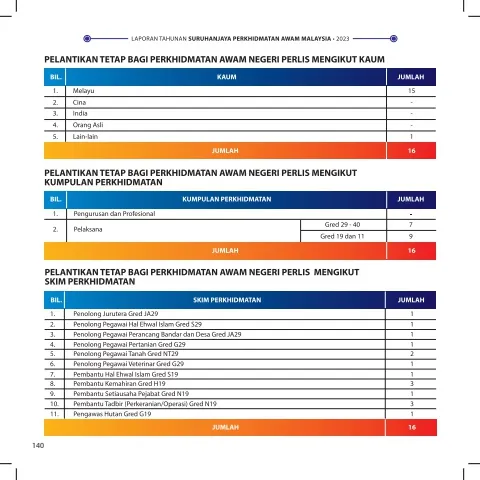 LAPORAN TAHUNAN SURUHANJAYA PERKHIDMATAN AWAM MALAYSIA • 2023
PELANTIKAN TETAP BAGI PERKHIDMATAN AWAM NEGERI PERLIS MENGIKUT KAUM
BIL. KAUM JUMLAH
1. Melayu 15
2. Cina -
3. India -
4. Orang Asli -
5. Lain-lain 1
JUMLAH 16
PELANTIKAN TETAP BAGI PERKHIDMATAN AWAM NEGERI PERLIS MENGIKUT
KUMPULAN PERKHIDMATAN
BIL. KUMPULAN PERKHIDMATAN JUMLAH
1. Pengurusan dan Profesional -
2. Pelaksana Gred 29 - 40 7
Gred 19 dan 11 9
JUMLAH 16
PELANTIKAN TETAP BAGI PERKHIDMATAN AWAM NEGERI PERLIS MENGIKUT
SKIM PERKHIDMATAN
BIL. SKIM PERKHIDMATAN JUMLAH
1. Penolong Jurutera Gred JA29 1
2. Penolong Pegawai Hal Ehwal Islam Gred S29 1
3. Penolong Pegawai Perancang Bandar dan Desa Gred JA29 1
4. Penolong Pegawai Pertanian Gred G29 1
5. Penolong Pegawai Tanah Gred NT29 2
6. Penolong Pegawai Veterinar Gred G29 1
7. Pembantu Hal Ehwal Islam Gred S19 1
8. Pembantu Kemahiran Gred H19 3
9. Pembantu Setiausaha Pejabat Gred N19 1
10. Pembantu Tadbir (Perkeranian/Operasi) Gred N19 3
11. Pengawas Hutan Gred G19 1
JUMLAH 16
140